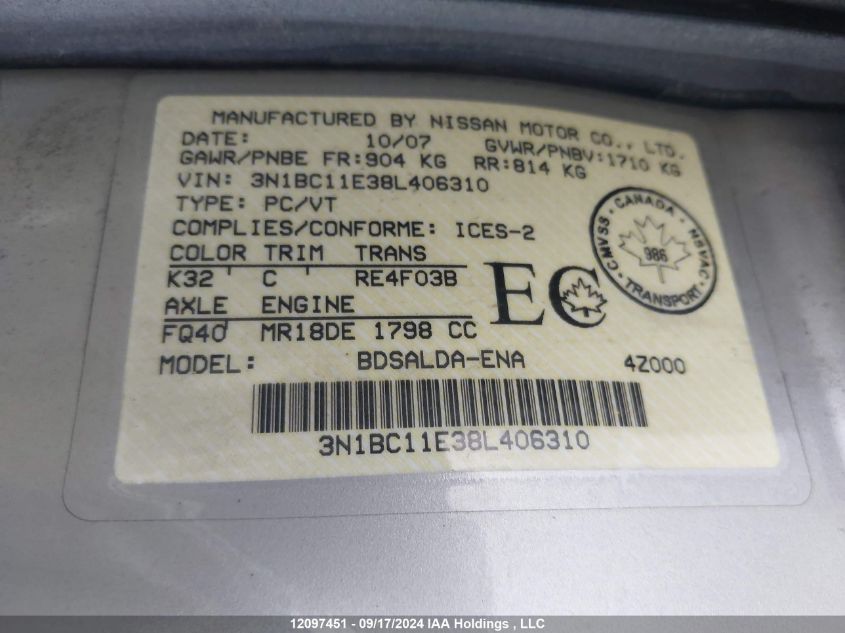 MANUFACTURED BY NISSAN MOTOR CO., LTD.
DATE: 10/07 GVWR/PNBV:1710 KG
GAWR/PNBE FR:904 KG RR:814 KG
VIN: 3N1BC11E38L406310
TYPE: PC/VT
COMPLIES/CONFORME: ICES-2
COLOR TRIM TRANS
K32 ' C ' RE4F03B
AXLE ENGINE
FQ40 MR18DE 1798 CC
EC
CANADA
CMVSS 986 NSVAC
TRANSPORT
MODEL: BDSALDA-ENA 4Z000
3N1BC11E38L406310
12097451 - 09/17/2024 IAA Holdings , LLC